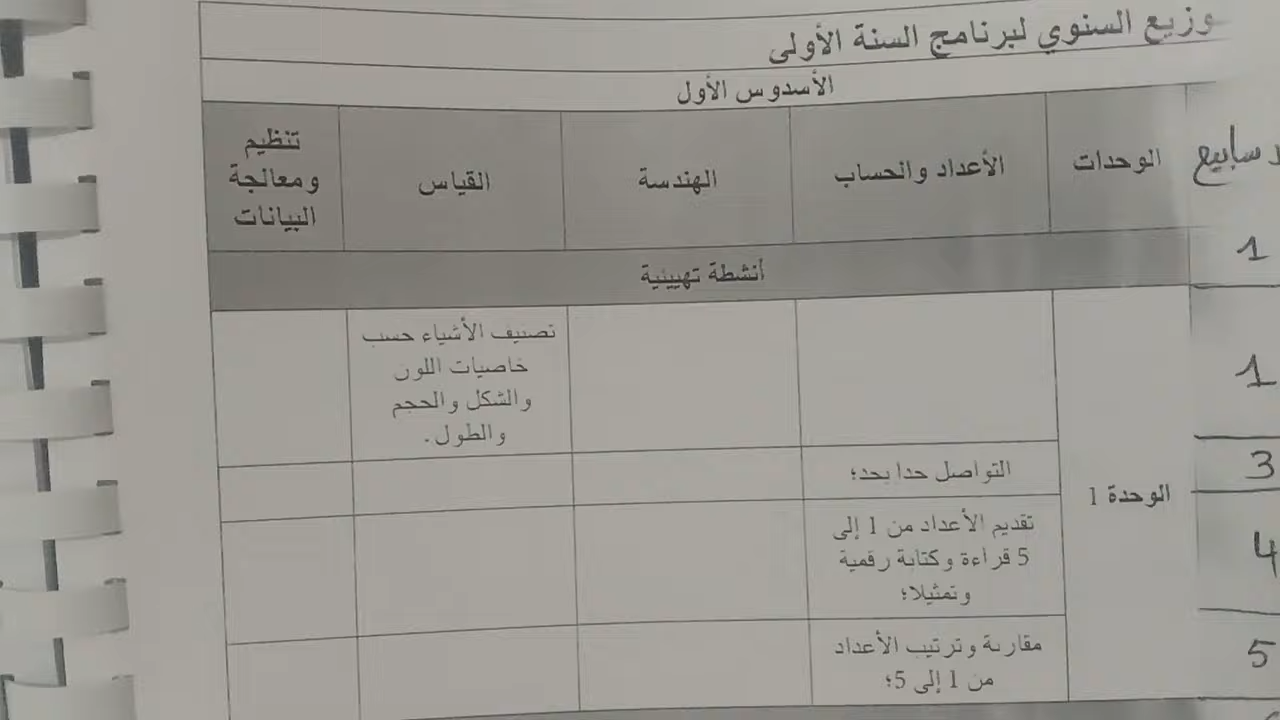 وزيع السنوي لبرنامج السنة الأولى
الأسدوس الأول
سابيع
الوحدات
الأعداد والحساب
الهندسة
القياس
تنظيم
ومعالجة
البيانات
1
أنشطة تهييئية
1
تصنيف الأشياء حسب
خاصيات اللون
والشكل والحجم
والطول.
3
الوحدة 1
التواصل حدا بحد؛
4
تقديم الأعداد من 1 إلى
5 قراءة وكتابة رقمية
وتمثيلا؛
5
مقارنة وترتيب الأعداد
من 1 إلى 5؛